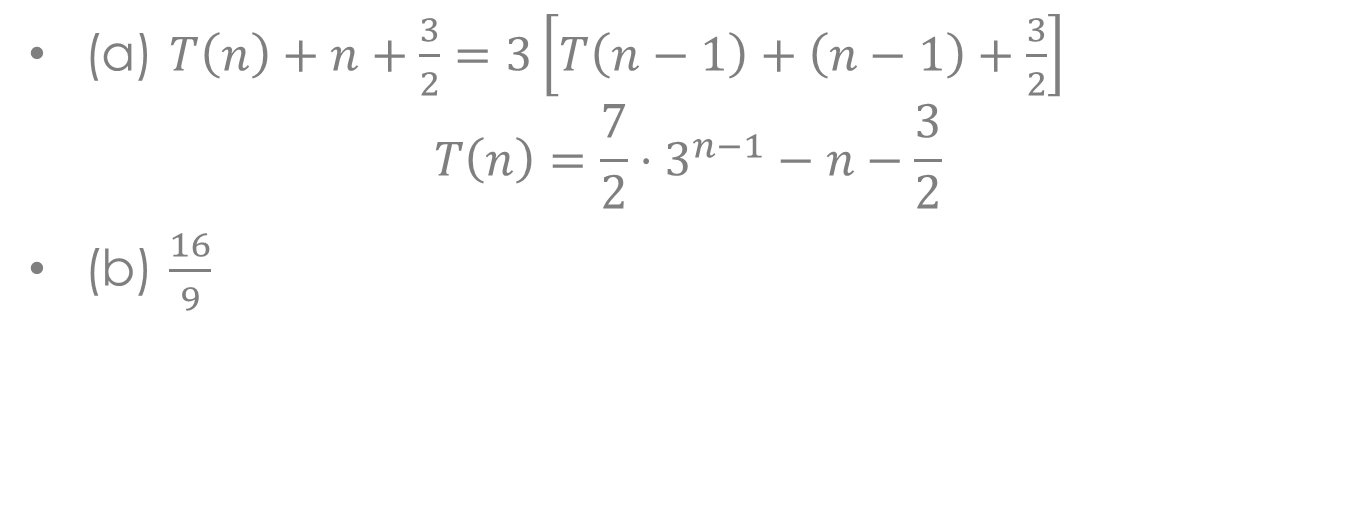 • (a) T(n) + n + 3/2 = 3[T(n − 1) + (n − 1) + 3/2]
T(n) = 7/2 · 3^{n−1} − n − 3/2
• (b) 16/9